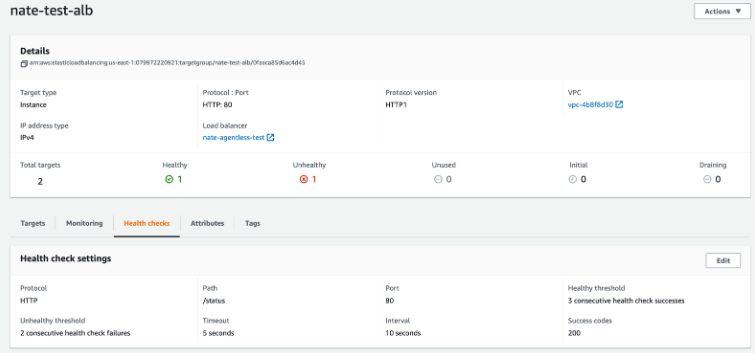 nate-test-alb
Actions ▼
Details
arn:aws:elasticloadbalancing:us-east-1:079972220921:targetgroup/nate-test-alb/0fssca85d6ac4d45
Target type
Protocol : Port
Protocol version
VPC
Instance
HTTP: 80
HTTP1
vpc-4b8f8d30
IP address type
Load balancer
IPv4
nate-agentless-test
Total targets
Healthy
Unhealthy
Unused
Initial
Draining
2
1
1
0
0
0
Targets
Monitoring
Health checks
Attributes
Tags
Health check settings
Edit
Protocol
Path
Port
Healthy threshold
HTTP
/status
80
3 consecutive health check successes
Unhealthy threshold
Timeout
Interval
Success codes
2 consecutive health check failures
5 seconds
10 seconds
200